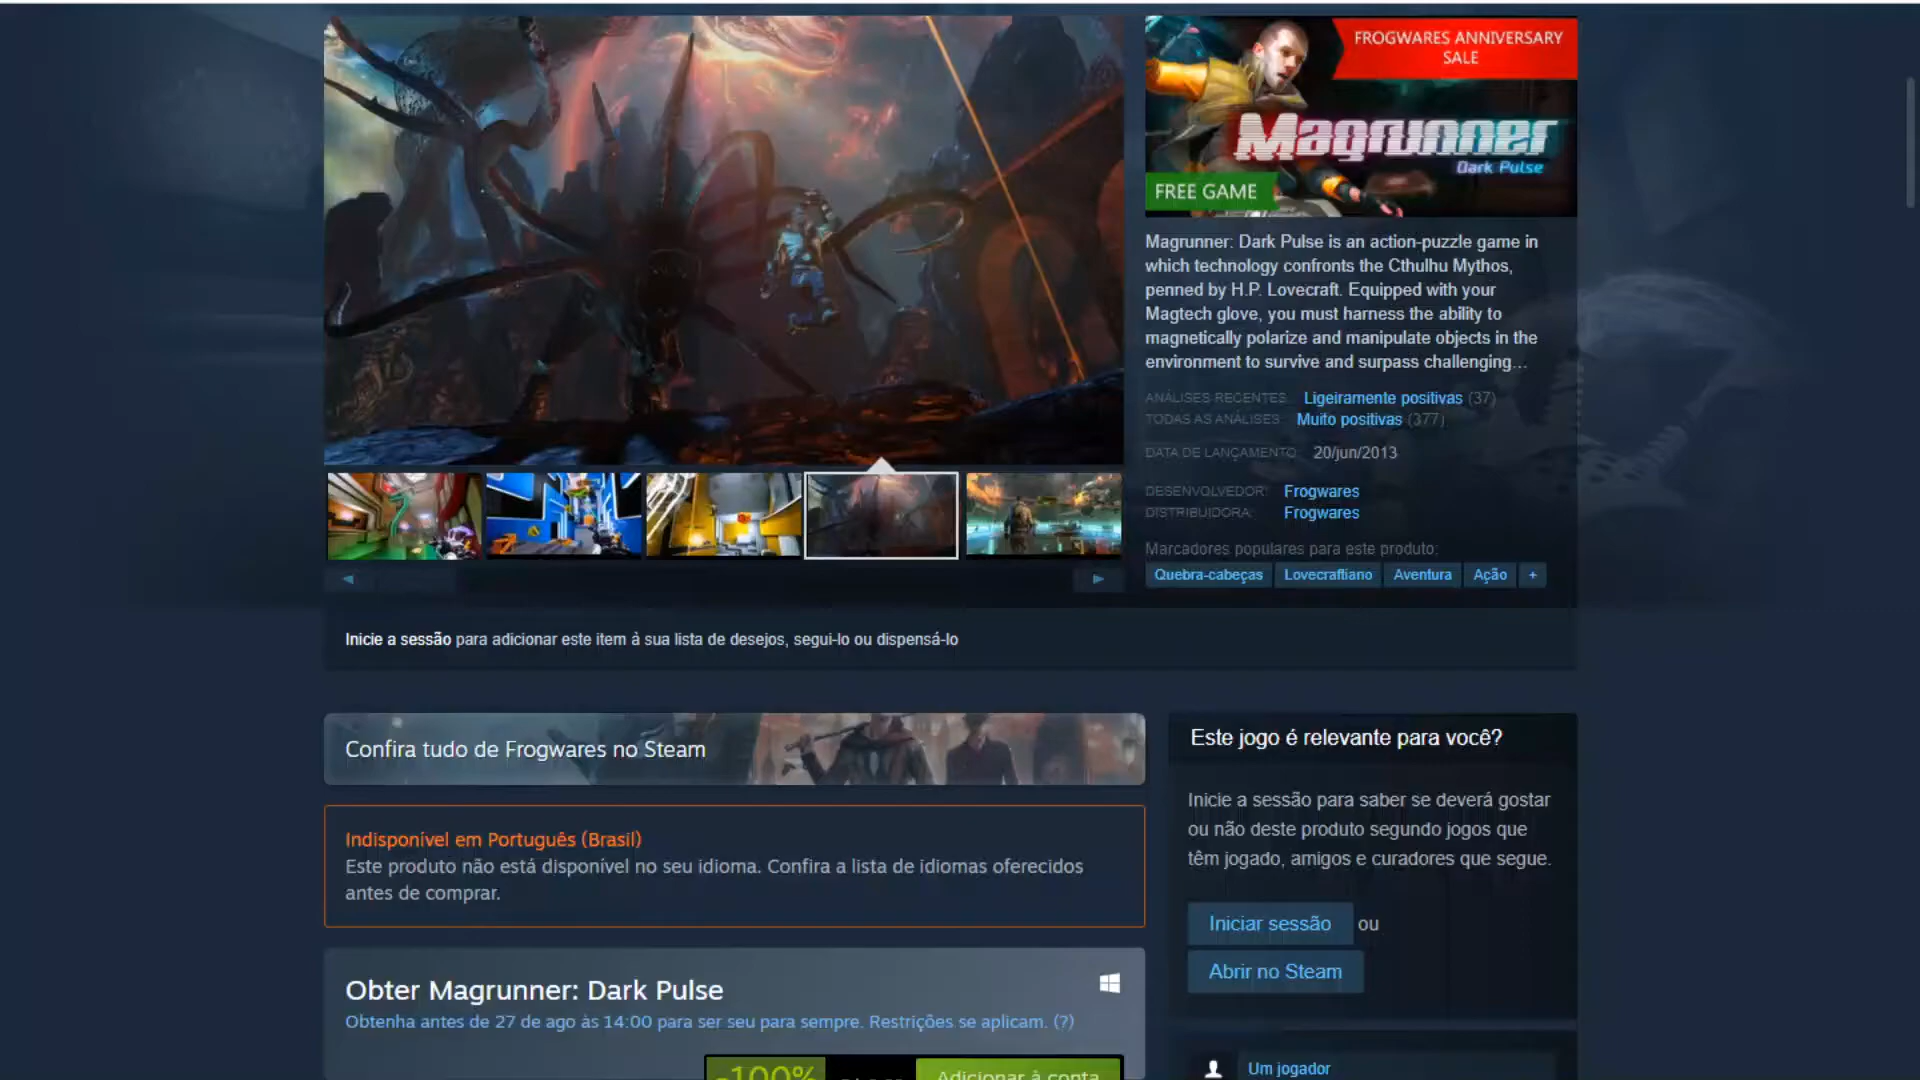 FROGWARES ANNIVERSARY
SALE
Magrunner
Dark Pulse
FREE GAME
Magrunner: Dark Pulse is an action-puzzle game in
which technology confronts the Cthulhu Mythos,
penned by H.P. Lovecraft. Equipped with your
Magtech glove, you must harness the ability to
magnetically polarize and manipulate objects in the
environment to survive and surpass challenging...
ANÁLISES RECENTES: Ligeiramente positivas (37)
TODAS AS ANÁLISES: Muito positivas (377)
DATA DE LANÇAMENTO: 20/jun/2013
DESENVOLVEDOR: Frogwares
DISTRIBUIDORA: Frogwares
Marcadores populares para este produto:
Quebra-cabeças Lovecraftiano Aventura Ação +
Inicie a sessão para adicionar este item à sua lista de desejos, segui-lo ou dispensá-lo
Confira tudo de Frogwares no Steam
Indisponível em Português (Brasil)
Este produto não está disponível no seu idioma. Confira a lista de idiomas oferecidos
antes de comprar.
Obter Magrunner: Dark Pulse
Obtenha antes de 27 de ago às 14:00 para ser seu para sempre. Restrições se aplicam. (?)
-100%
Adicionar à conta
Este jogo é relevante para você?
Inicie a sessão para saber se deverá gostar
ou não deste produto segundo jogos que
têm jogado, amigos e curadores que segue.
Iniciar sessão ou
Abrir no Steam
Um jogador